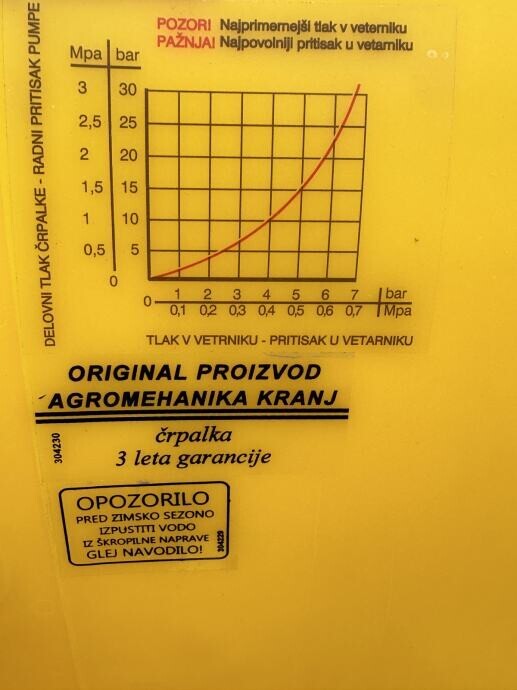 POZORI Najprimernejši tlak v veterniku
PAŽNJAI Najpovolniji pritisak u vetarniku
DELOVNI TLAK ČRPALKE - RADNI PRITISAK PUMPE
Mpa bar
3 30
2,5 25
2 20
1,5 15
1 10
0,5 5
0
0 1 2 3 4 5 6 7 bar
0,1 0,2 0,3 0,4 0,5 0,6 0,7 Mpa
TLAK V VETRNIKU - PRITISAK U VETARNIKU
ORIGINAL PROIZVOD
AGROMEHANIKA KRANJ
304230
črpalka
3 leta garancije
OPOZORILO
PRED ZIMSKO SEZONO
IZPUSTITI VODO
IZ ŠKROPILNE NAPRAVE
GLEJ NAVODILO!
304229